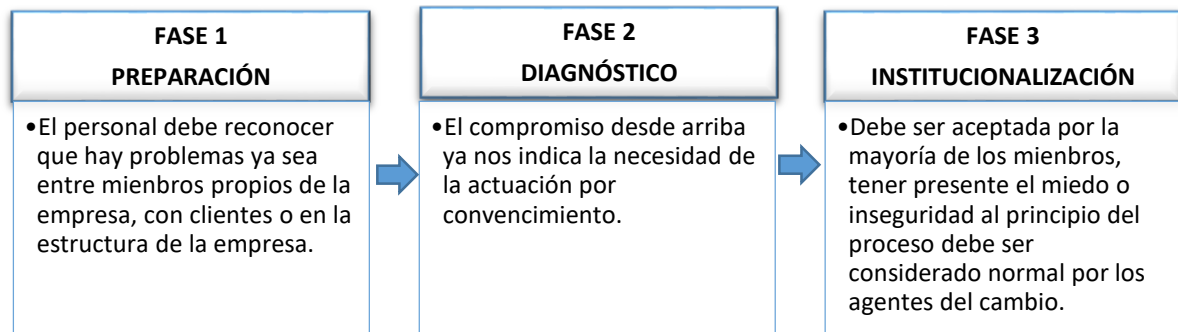 FASE 1
PREPARACIÓN
•El personal debe reconocer
que hay problemas ya sea
entre mienbros propios de la
empresa, con clientes o en la
estructura de la empresa.
FASE 2
DIAGNÓSTICO
•El compromiso desde arriba
ya nos indica la necesidad de
la actuación por
convencimiento.
FASE 3
INSTITUCIONALIZACIÓN
•Debe ser aceptada por la
mayoría de los mienbros,
tener presente el miedo o
inseguridad al principio del
proceso debe ser
considerado normal por los
agentes del cambio.